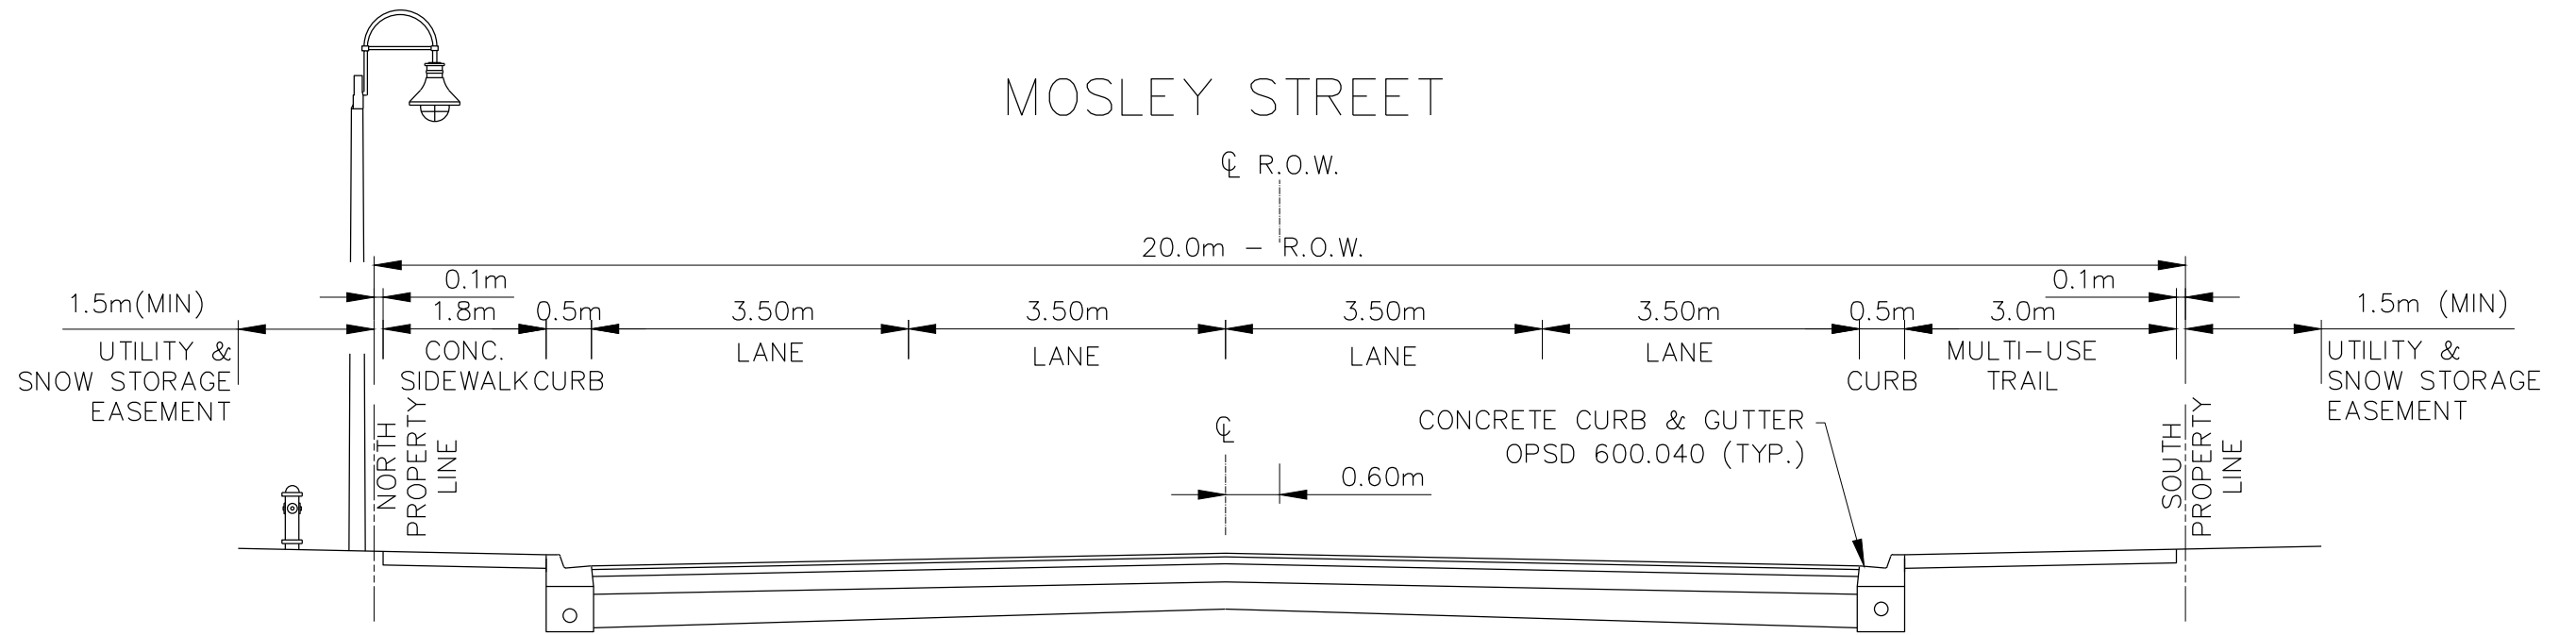 MOSLEY STREET
℄ R.O.W.
20.0m - R.O.W.
0.1m
0.1m
1.5m(MIN)
1.8m
0.5m
3.50m
3.50m
3.50m
3.50m
0.5m
3.0m
1.5m (MIN)
UTILITY &
SNOW STORAGE
EASEMENT
CONC.
SIDEWALK
CURB
LANE
LANE
LANE
LANE
CURB
MULTI-USE
TRAIL
UTILITY &
SNOW STORAGE
EASEMENT
NORTH
PROPERTY
LINE
℄
0.60m
CONCRETE CURB & GUTTER
OPSD 600.040 (TYP.)
SOUTH
PROPERTY
LINE